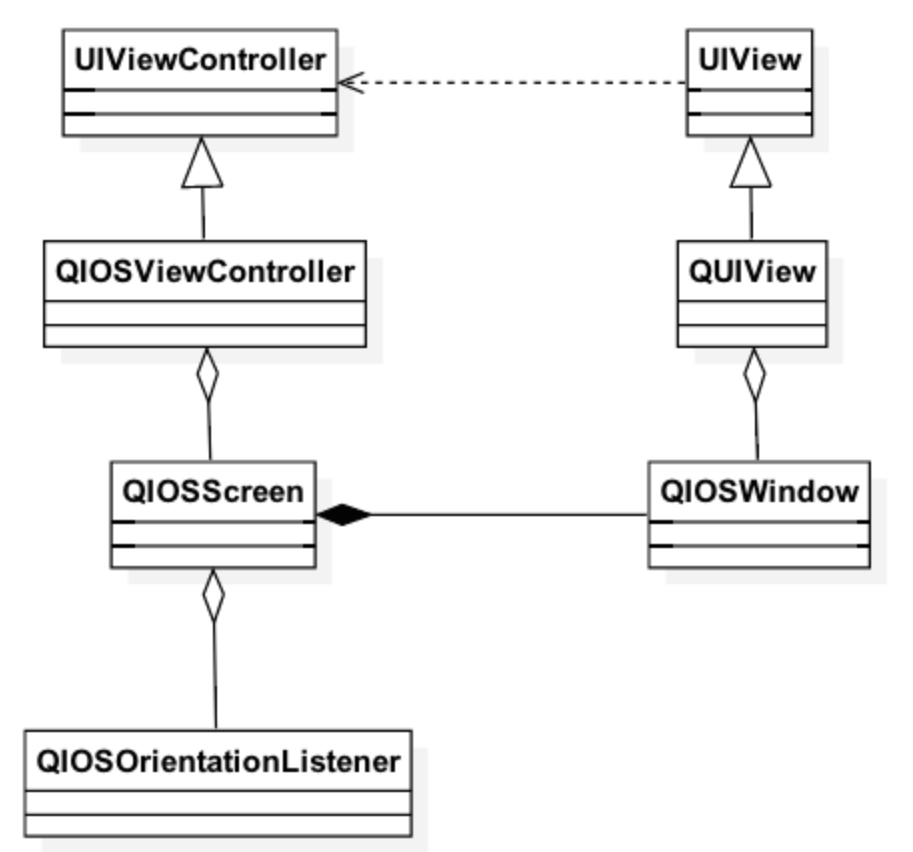 UIViewController
UIView
QIOSViewController
QUIView
QIOSScreen
QIOSWindow
QIOSOrientationListener